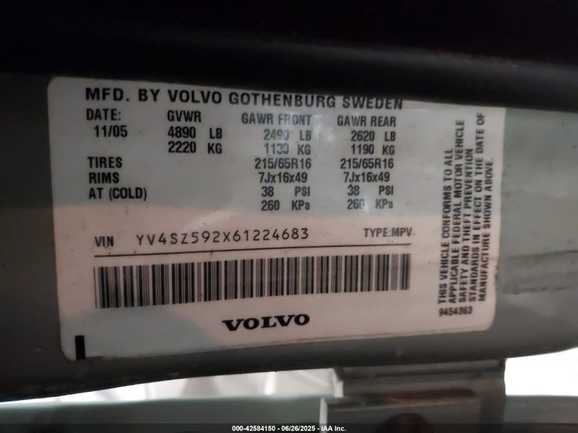 MFD. BY VOLVO GOTHENBURG SWEDEN
DATE: GVWR GAWR FRONT GAWR REAR
11/05 4890 LB 2490 LB 2620 LB
2220 KG 1130 KG 1190 KG
TIRES 215/65R16 215/65R16
RIMS 7Jx16x49 7Jx16x49
AT (COLD) 38 PSI 38 PSI
260 KPa 260 KPa
VIN YV4SZ592X61224683 TYPE:MPV
VOLVO
THIS VEHICLE CONFORMS TO ALL
APPLICABLE FEDERAL MOTOR VEHICLE
SAFETY AND THEFT PREVENTION
STANDARDS IN EFFECT ON THE DATE OF
MANUFACTURE SHOWN ABOVE.
9454363
000-42584150 - 06/26/2025 - IAA Inc.